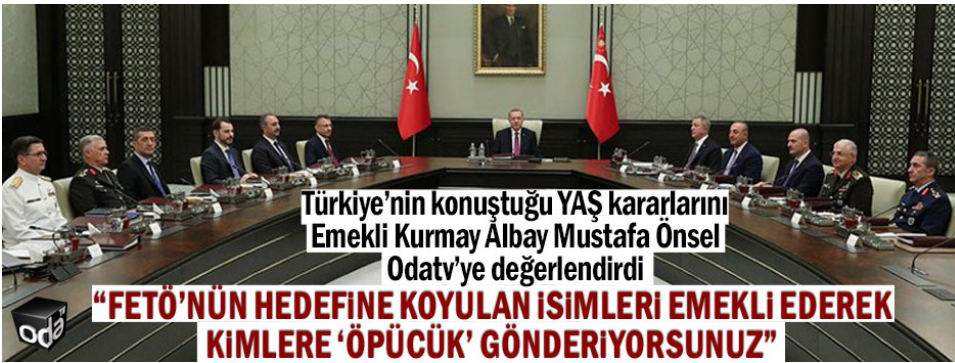 Türkiye’nin konuştuğu YAŞ kararlarını
Emekli Kurmay Albay Mustafa Önsel
Odatv’ye değerlendirdi
“FETÖ’NÜN HEDEFİNE KOYULAN İSİMLERİ EMEKLİ EDEREK
KİMLERE ‘ÖPÜCÜK’ GÖNDERİYORSUNUZ”
oda